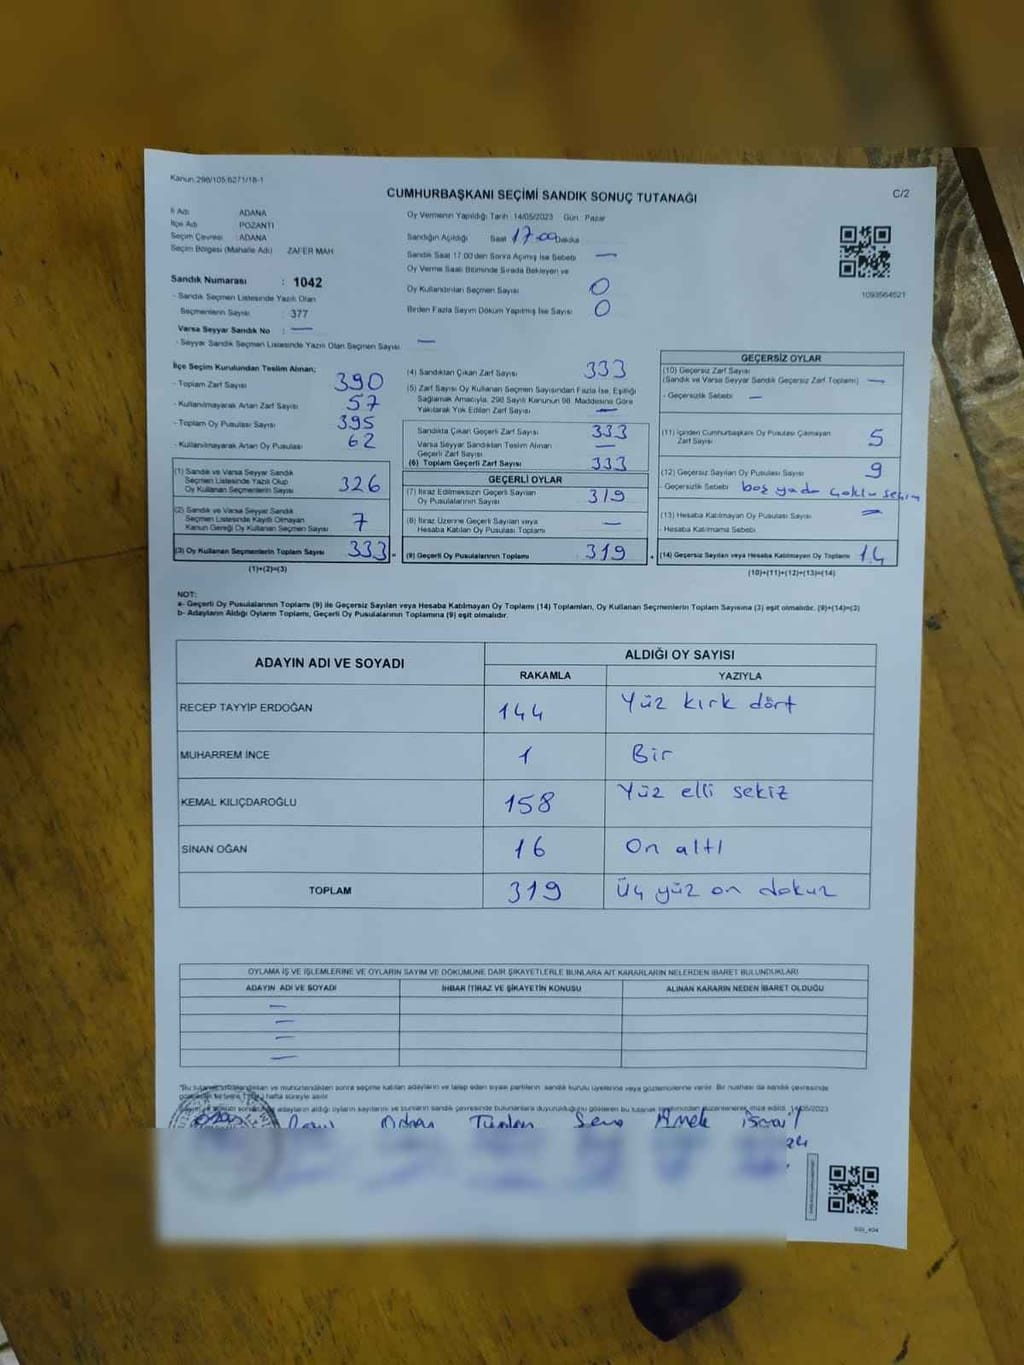 Kanun 298/105 6271/18-1
CUMHURBAŞKANI SEÇİMİ SANDIK SONUÇ TUTANAĞI
C/2
İl Adı ADANA
İlçe Adı POZANTI
Seçim Çevresi : ADANA
Seçim Bölgesi (Mahalle Adı) ZAFER MAH
Sandık Numarası : 1042
- Sandık Seçmen Listesinde Yazılı Olan
Seçmenlerin Sayısı : 377
Varsa Seyyar Sandık No : —
- Seyyar Sandık Seçmen Listesinde Yazılı Olan Seçmen Sayısı —
Oy Vermenin Yapıldığı Tarih 14/05/2023 Gün : Pazar
Sandığın Açıldığı Saat 17.00 Dakika
Sandık Saat 17.00'den Sonra Açılmış İse Sebebi —
Oy Verme Saati Bitiminde Sırada Bekleyen ve
Oy Kullandırılan Seçmen Sayısı 0
Birden Fazla Sayım Döküm Yapılmış İse Sayısı 0
1093564521
İlçe Seçim Kurulundan Teslim Alınan;
- Toplam Zarf Sayısı 390
- Kullanılmayarak Artan Zarf Sayısı 57
- Toplam Oy Pusulası Sayısı 395
- Kullanılmayarak Artan Oy Pusulası 62
(1) Sandık ve Varsa Seyyar Sandık
Seçmen Listesinde Yazılı Olup
Oy Kullanan Seçmenlerin Sayısı 326
(2) Sandık ve Varsa Seyyar Sandık
Seçmen Listesinde Kayıtlı Olmayan
Kanun Gereği Oy Kullanan Seçmen Sayısı 7
(3) Oy Kullanan Seçmenlerin Toplam Sayısı 333 =
(1)+(2)=(3)
(4) Sandıktan Çıkan Zarf Sayısı 333
(5) Zarf Sayısı Oy Kullanan Seçmen Sayısından Fazla İse, Eşitliği
Sağlamak Amacıyla, 298 Sayılı Kanunun 98. Maddesine Göre
Yakılarak Yok Edilen Zarf Sayısı —
Sandıkta Çıkan Geçerli Zarf Sayısı 333
Varsa Seyyar Sandıktan Teslim Alınan
Geçerli Zarf Sayısı —
(6) Toplam Geçerli Zarf Sayısı 333
GEÇERLİ OYLAR
(7) İtiraz Edilmeksizin Geçerli Sayılan
Oy Pusulalarının Sayısı 319
(8) İtiraz Üzerine Geçerli Sayılan veya
Hesaba Katılan Oy Pusulası Toplamı —
(9) Geçerli Oy Pusulalarının Toplamı 319 +
GEÇERSİZ OYLAR
(10) Geçersiz Zarf Sayısı
(Sandık ve Varsa Seyyar Sandık Geçersiz Zarf Toplamı) —
- Geçersizlik Sebebi —
(11) İçinden Cumhurbaşkanı Oy Pusulası Çıkmayan
Zarf Sayısı 5
(12) Geçersiz Sayılan Oy Pusulası Sayısı 9
- Geçersizlik Sebebi boş yada çoklu seçim
(13) Hesaba Katılmayan Oy Pusulası Sayısı —
- Hesaba Katılmama Sebebi
(14) Geçersiz Sayılan veya Hesaba Katılmayan Oy Toplamı 14
(10)+(11)+(12)+(13)=(14)
NOT:
a- Geçerli Oy Pusulalarının Toplamı (9) ile Geçersiz Sayılan veya Hesaba Katılmayan Oy Toplamı (14) Toplamları, Oy Kullanan Seçmenlerin Toplam Sayısına (3) eşit olmalıdır. (9)+(14)=(3)
b- Adayların Aldığı Oyların Toplamı, Geçerli Oy Pusulalarının Toplamına (9) eşit olmalıdır.
ADAYIN ADI VE SOYADI
ALDIĞI OY SAYISI
RAKAMLA YAZIYLA
RECEP TAYYİP ERDOĞAN 144 Yüz kırk dört
MUHARREM İNCE 1 Bir
KEMAL KILIÇDAROĞLU 158 Yüz elli sekiz
SİNAN OĞAN 16 On altı
TOPLAM 319 Üç yüz on dokuz
OYLAMA İŞ VE İŞLEMLERİNE VE OYLARIN SAYIM VE DÖKÜMÜNE DAİR ŞİKAYETLERLE BUNLARA AİT KARARLARIN NELERDEN İBARET BULUNDUKLARI
ADAYIN ADI VE SOYADI İHBAR İTİRAZ VE ŞİKAYETİN KONUSU ALINAN KARARIN NEDEN İBARET OLDUĞU
—
—
—
—
"Bu tutanak imzalandıktan ve mühürlendikten sonra seçime katılan adayların ve talep eden siyasi partilerin sandık kurulu üyelerine veya gözlemcilerine verilir. Bir nüshası da sandık çevresinde
hafta süreyle asılır.
adayların aldığı oyların sayılarını ve bunların sandık çevresinde bulunanlara duyurulduğunu gösteren bu tutanak tarafımızdan düzenlenerek imza edildi. 14/05/2023
İsmail